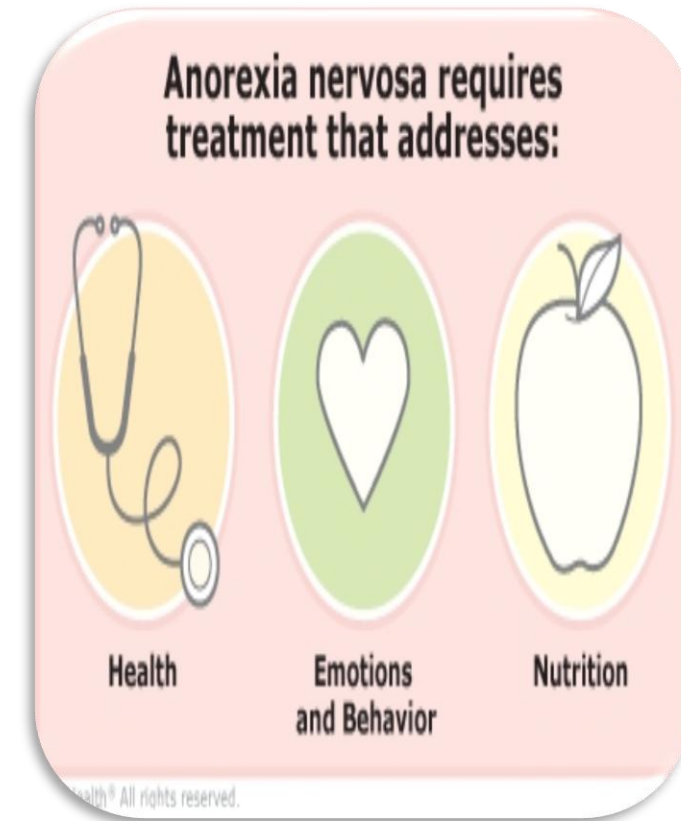 Anorexia nervosa requires
treatment that addresses:
Health
Emotions
and Behavior
Nutrition
All rights reserved.